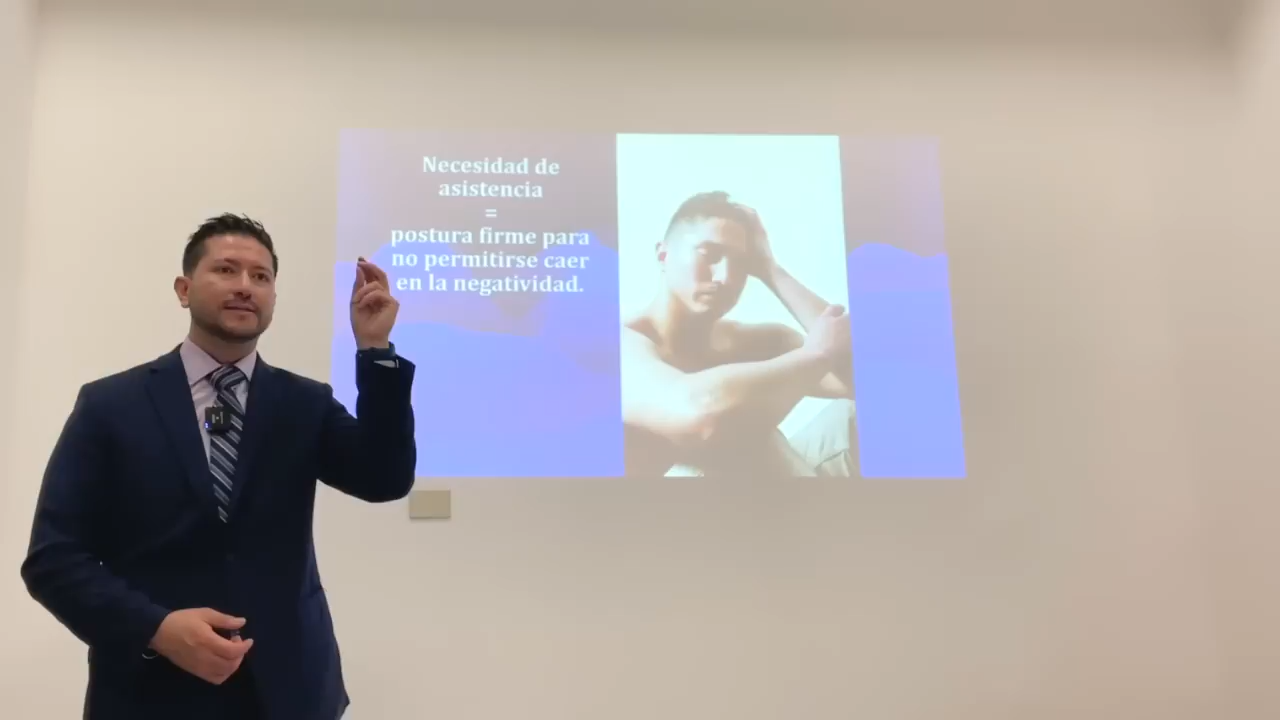 Necesidad de
asistencia
=
postura firme para
no permitirse caer
en la negatividad.